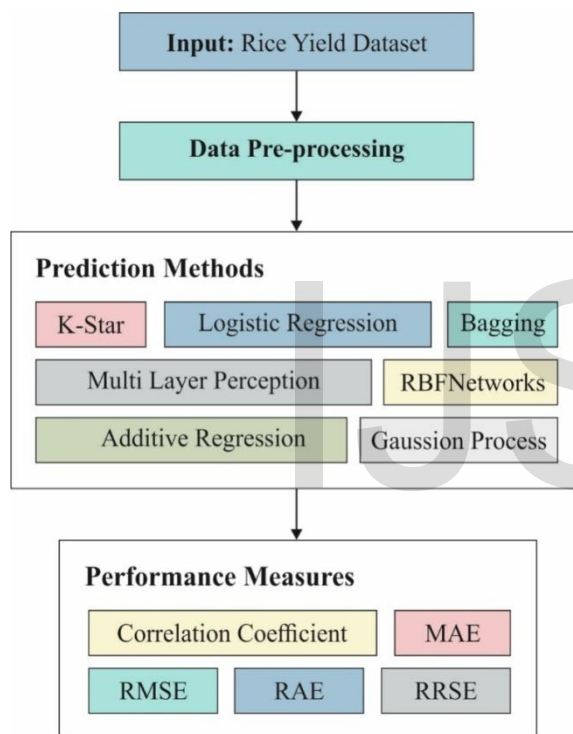 Input: Rice Yield Dataset
Data Pre-processing
Prediction Methods
K-Star Logistic Regression Bagging
Multi Layer Perception RBFNetworks
Additive Regression Gaussion Process
IJS
Performance Measures
Correlation Coefficient MAE
RMSE RAE RRSE